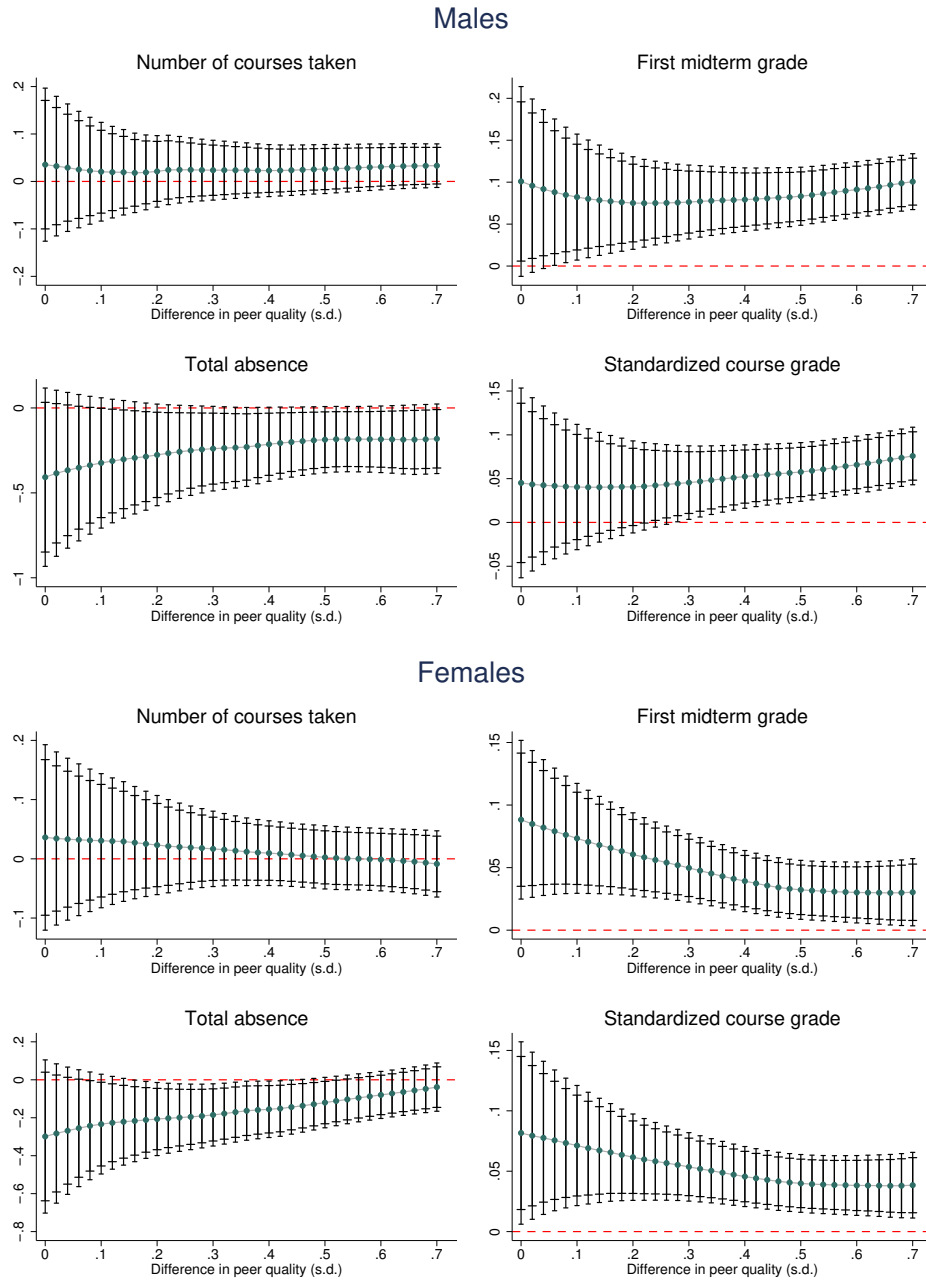 Males
Number of courses taken
.2
.1
0
-.1
-.2
0 .1 .2 .3 .4 .5 .6 .7
Difference in peer quality (s.d.)
First midterm grade
.2
.15
.1
.05
0
0 .1 .2 .3 .4 .5 .6 .7
Difference in peer quality (s.d.)
Total absence
0
-.5
-1
0 .1 .2 .3 .4 .5 .6 .7
Difference in peer quality (s.d.)
Standardized course grade
.15
.1
.05
0
-.05
0 .1 .2 .3 .4 .5 .6 .7
Difference in peer quality (s.d.)
Females
Number of courses taken
.2
.1
0
-.1
0 .1 .2 .3 .4 .5 .6 .7
Difference in peer quality (s.d.)
First midterm grade
.15
.1
.05
0
0 .1 .2 .3 .4 .5 .6 .7
Difference in peer quality (s.d.)
Total absence
.2
0
-.2
-.4
-.6
-.8
0 .1 .2 .3 .4 .5 .6 .7
Difference in peer quality (s.d.)
Standardized course grade
.15
.1
.05
0
0 .1 .2 .3 .4 .5 .6 .7
Difference in peer quality (s.d.)